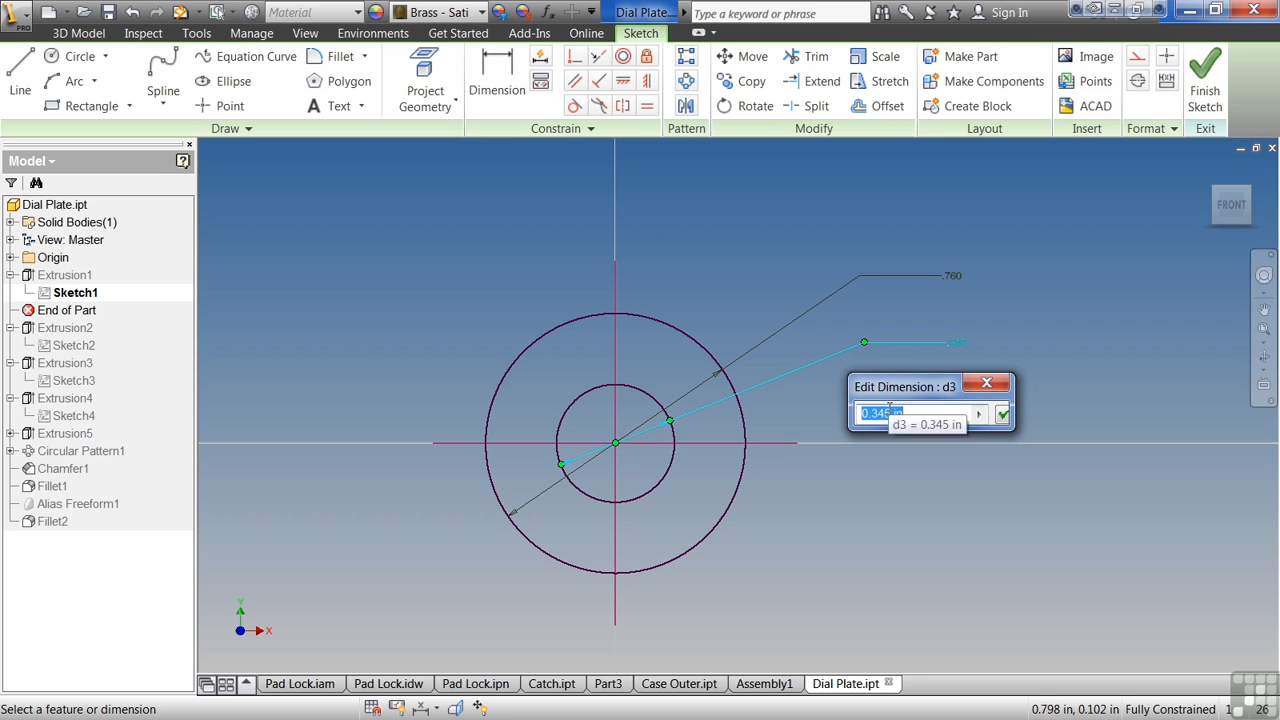 PRO
Material
Brass - Sati
fx
Dial Plate....
Type a keyword or phrase
Sign In
3D Model
Inspect
Tools
Manage
View
Environments
Get Started
Add-Ins
Online
Sketch
Line
Circle
Arc
Rectangle
Spline
Equation Curve
Ellipse
Point
Fillet
Polygon
Text
Project
Geometry
Dimension
Move
Copy
Rotate
Trim
Extend
Split
Scale
Stretch
Offset
Make Part
Make Components
Create Block
Image
Points
ACAD
Finish
Sketch
Draw
Constrain
Pattern
Modify
Layout
Insert
Format
Exit
Model
Dial Plate.ipt
Solid Bodies(1)
View: Master
Origin
Extrusion1
Sketch1
End of Part
Extrusion2
Sketch2
Extrusion3
Sketch3
Extrusion4
Sketch4
Extrusion5
Circular Pattern1
Chamfer1
Fillet1
Alias Freeform1
Fillet2
FRONT
.760
Edit Dimension : d3
0.345 in
d3 = 0.345 in
Y
X
Pad Lock.iam
Pad Lock.idw
Pad Lock.ipn
Catch.ipt
Part3
Case Outer.ipt
Assembly1
Dial Plate.ipt
Select a feature or dimension
0.798 in, 0.102 in
Fully Constrained
1
26